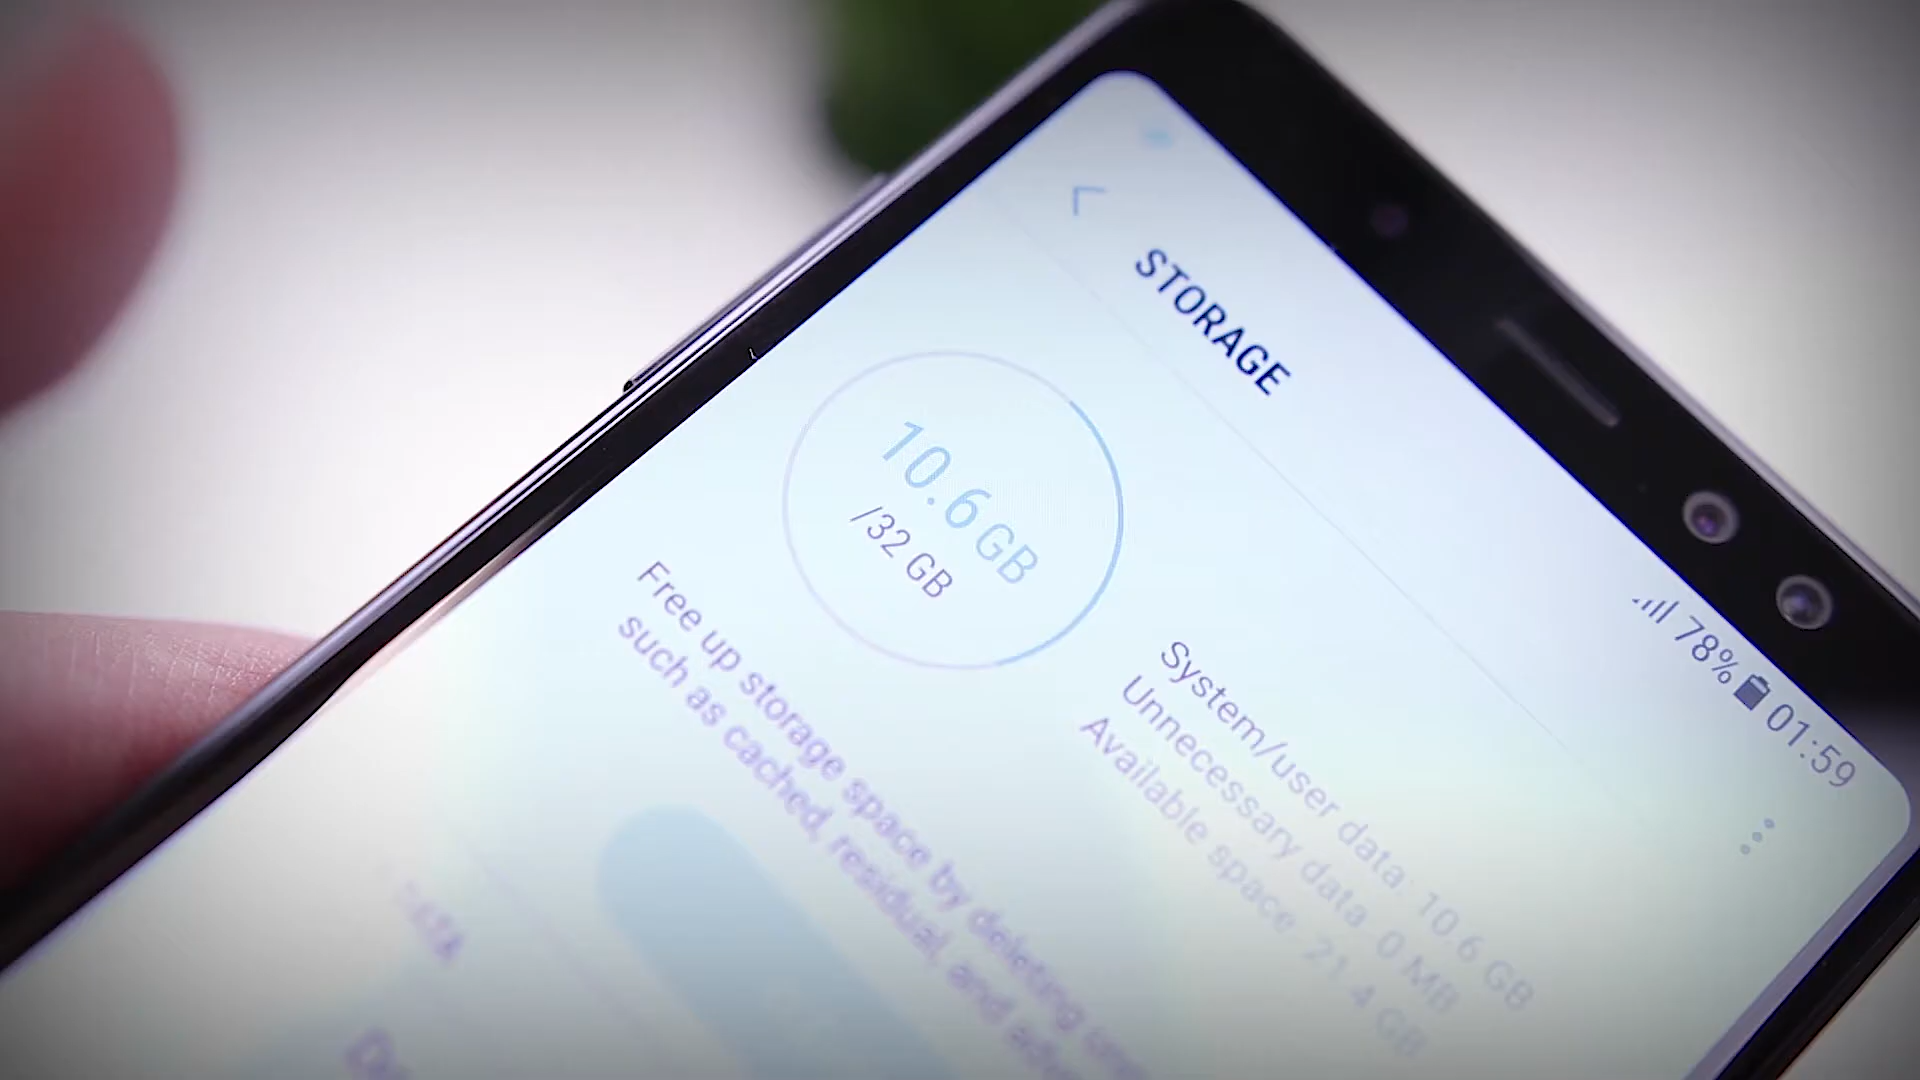 78% 01:59
STORAGE
10.6 GB
/32 GB
System/user data: 10.6 GB
Unnecessary data 0 MB
Available space 21.4 GB
Free up storage space by deleting
such as cached, residual, and